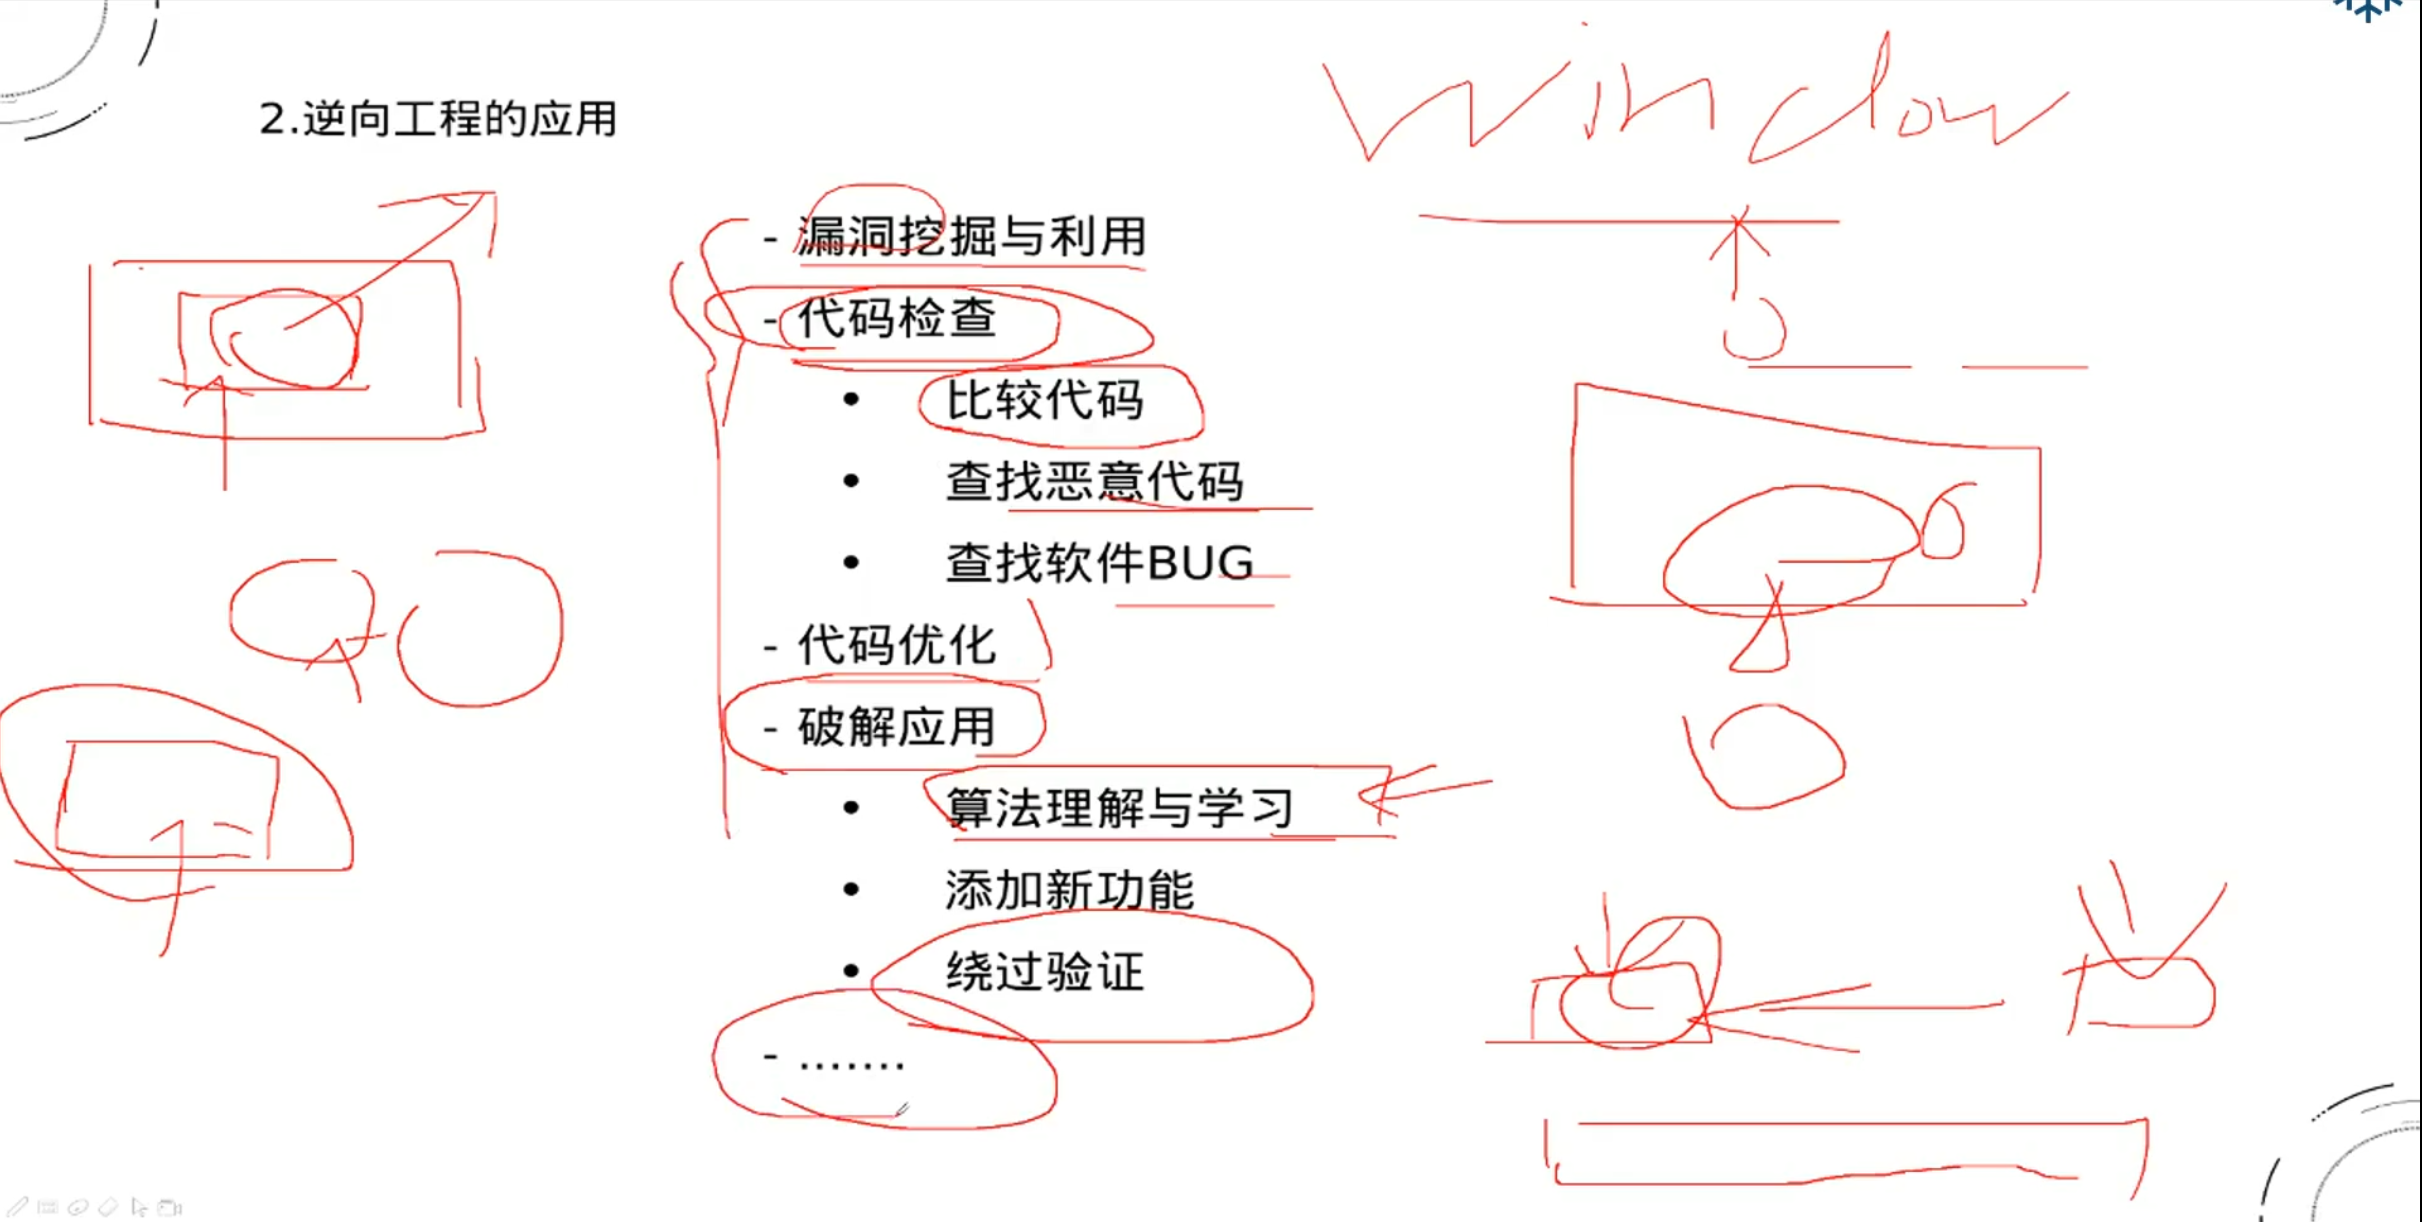 window
2.逆向工程的应用
- 漏洞挖掘与利用
- 代码检查
• 比较代码
• 查找恶意代码
• 查找软件BUG
- 代码优化
- 破解应用
• 算法理解与学习
• 添加新功能
• 绕过验证
- .......